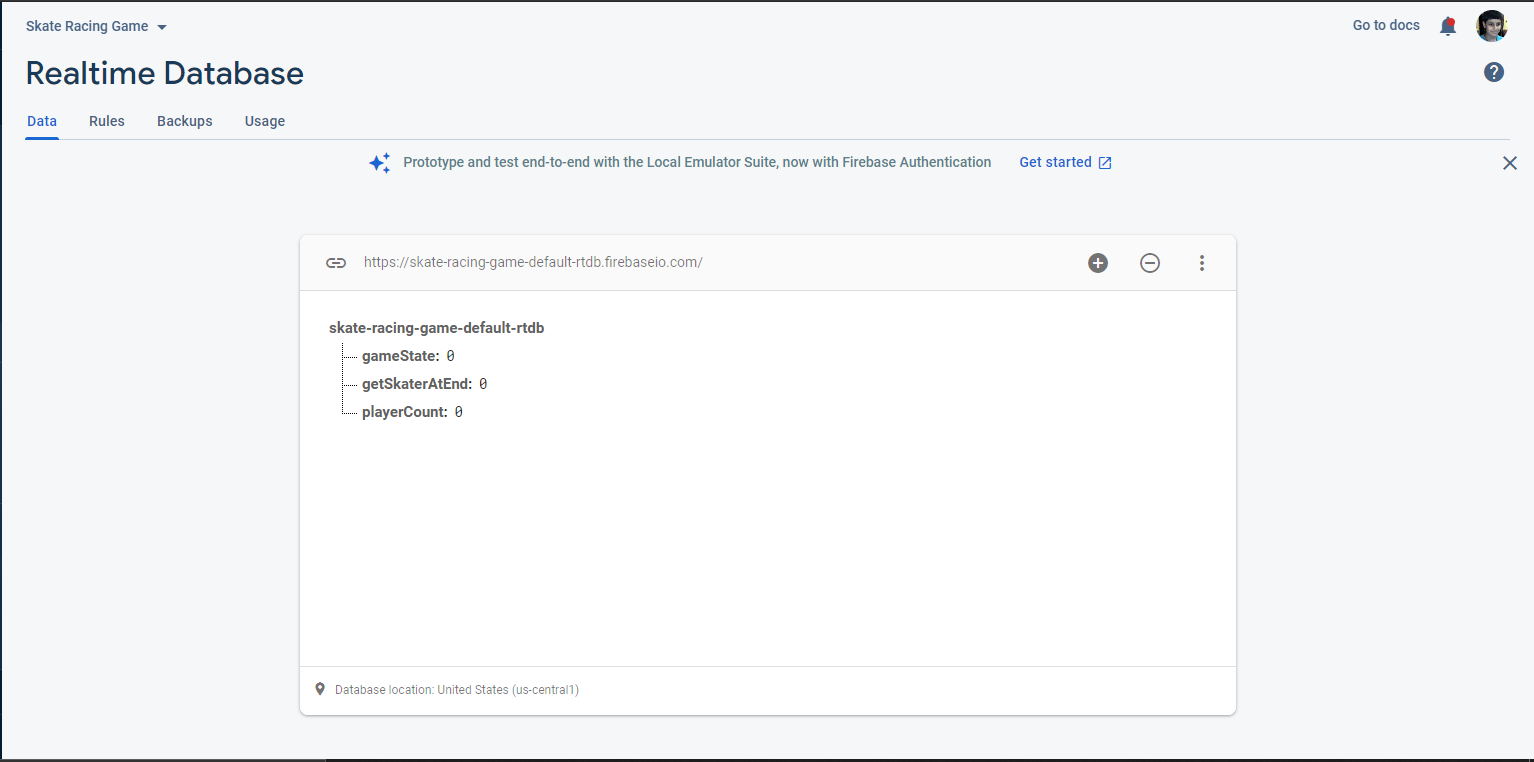 Skate Racing Game
Go to docs
Realtime Database
?
Data Rules Backups Usage
Prototype and test end-to-end with the Local Emulator Suite, now with Firebase Authentication Get started
https://skate-racing-game-default-rtdb.firebaseio.com/
skate-racing-game-default-rtdb
gameState: 0
getSkaterAtEnd: 0
playerCount: 0
Database location: United States (us-central1)